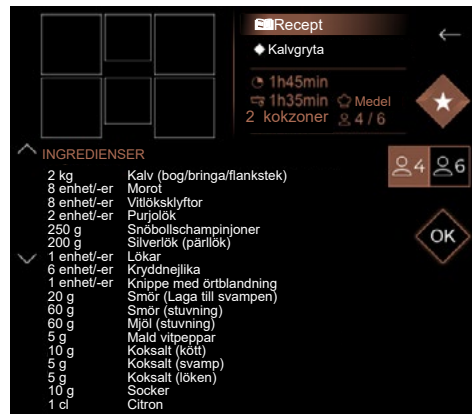 Recept
Kalvgryta
1h45min
1h35min Medel
2 kokzoner 4 / 6
INGREDIENSER
4 6
2 kg Kalv (bog/bringa/flankstek)
8 enhet/-er Morot
8 enhet/-er Vitlöksklyftor
2 enhet/-er Purjolök
250 g Snöbollschampinjoner
200 g Silverlök (pärllök)
OK
1 enhet/-er Lökar
6 enhet/-er Kryddnejlika
1 enhet/-er Knippe med örtblandning
20 g Smör (Laga till svampen)
60 g Smör (stuvning)
60 g Mjöl (stuvning)
5 g Mald vitpeppar
10 g Koksalt (kött)
5 g Koksalt (svamp)
5 g Koksalt (löken)
10 g Socker
1 cl Citron